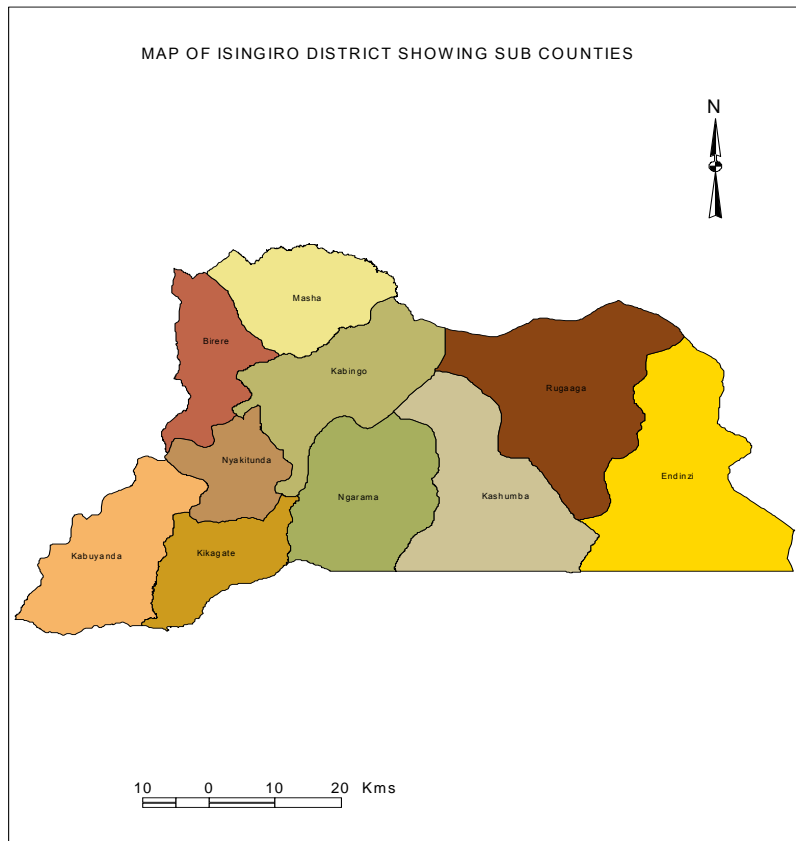 MAP OF ISINGIRO DISTRICT SHOWING SUB COUNTIES
N
Masha
Birere
Kabingo
Rugaaga
Nyakitunda
Endinzi
Ngarama
Kashumba
Kabuyanda
Kikagate
10 0 10 20 Kms